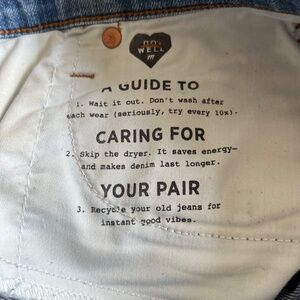 DO
WELL
A GUIDE TO
1. Wait it out. Don't wash after
each wear (seriously, try every 10x).
CARING FOR
2. Skip the dryer. It saves energy—
and makes denim last longer.
YOUR PAIR
3. Recycle your old jeans for
instant good vibes.